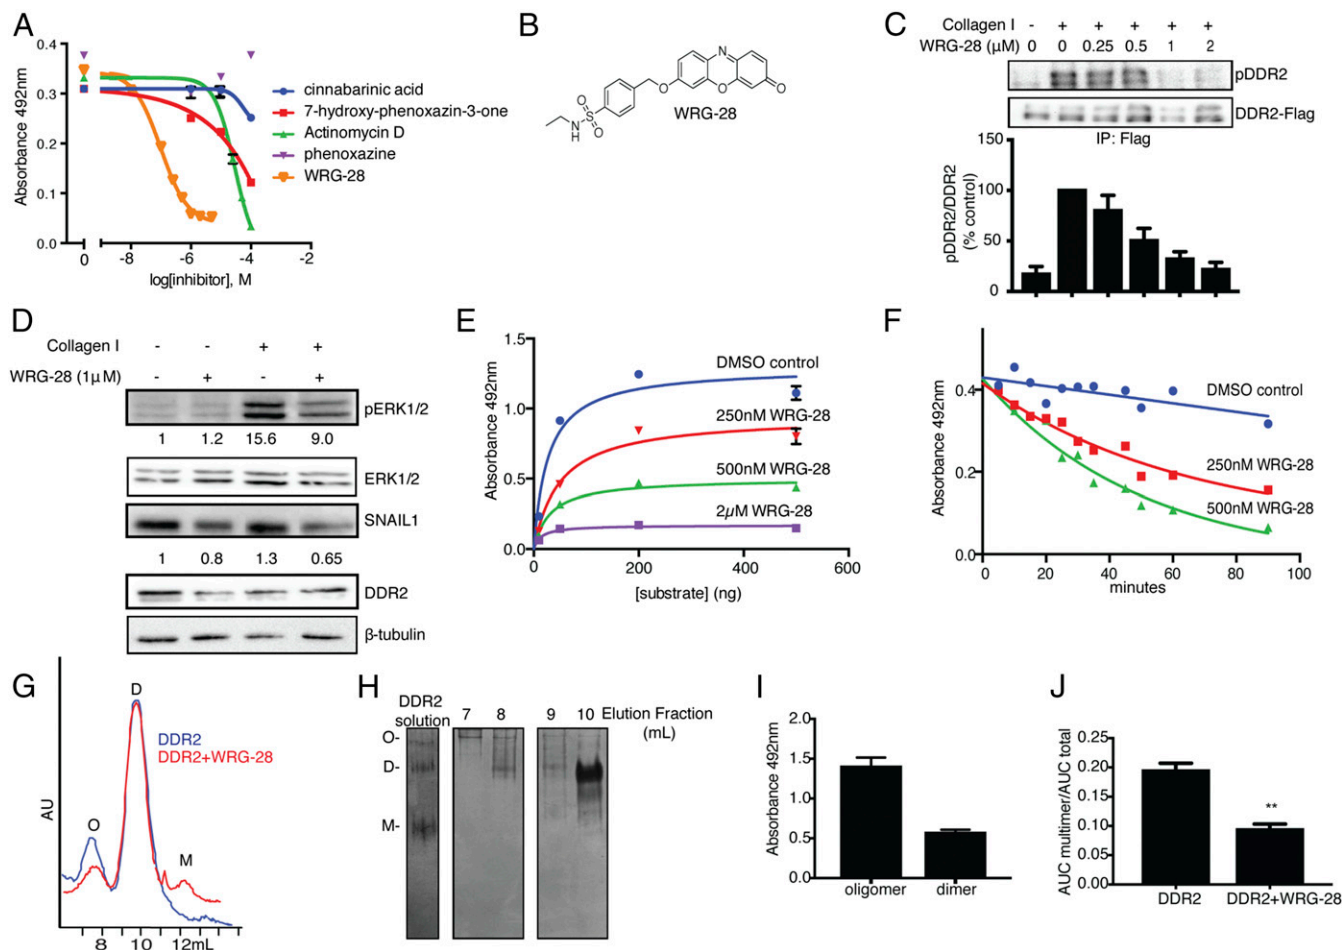 A
Absorbance 492nm
0.4
0.3
0.2
0.1
0.0
0
-8
-6
-4
-2
log[inhibitor], M
cinnabarinic acid
7-hydroxy-phenoxazin-3-one
Actinomycin D
phenoxazine
WRG-28
B
N
O
O
O
S
O
O
N
H
WRG-28
C
Collagen I - + + + + +
WRG-28 (µM) 0 0 0.25 0.5 1 2
pDDR2
DDR2-Flag
IP: Flag
pDDR2/DDR2
(% control)
150
100
50
0
D
Collagen I - - + +
WRG-28 (1µM) - + - +
pERK1/2
1 1.2 15.6 9.0
ERK1/2
SNAIL1
1 0.8 1.3 0.65
DDR2
β-tubulin
E
Absorbance 492nm
1.5
1.0
0.5
0.0
0 200 400 600
[substrate] (ng)
DMSO control
250nM WRG-28
500nM WRG-28
2µM WRG-28
F
Absorbance 492nm
0.4
0.2
0.0
0 20 40 60 80 100
minutes
DMSO control
250nM WRG-28
500nM WRG-28
G
AU
O
D
M
DDR2
DDR2+WRG-28
8 10 12mL
H
DDR2
solution
7 8 9 10 Elution Fraction
(mL)
O-
D-
M-
I
Absorbance 492nm
2.0
1.5
1.0
0.5
0.0
oligomer dimer
J
AUC multimer/AUC total
0.25
0.20
0.15
0.10
0.05
0.00
**
DDR2 DDR2+WRG-28